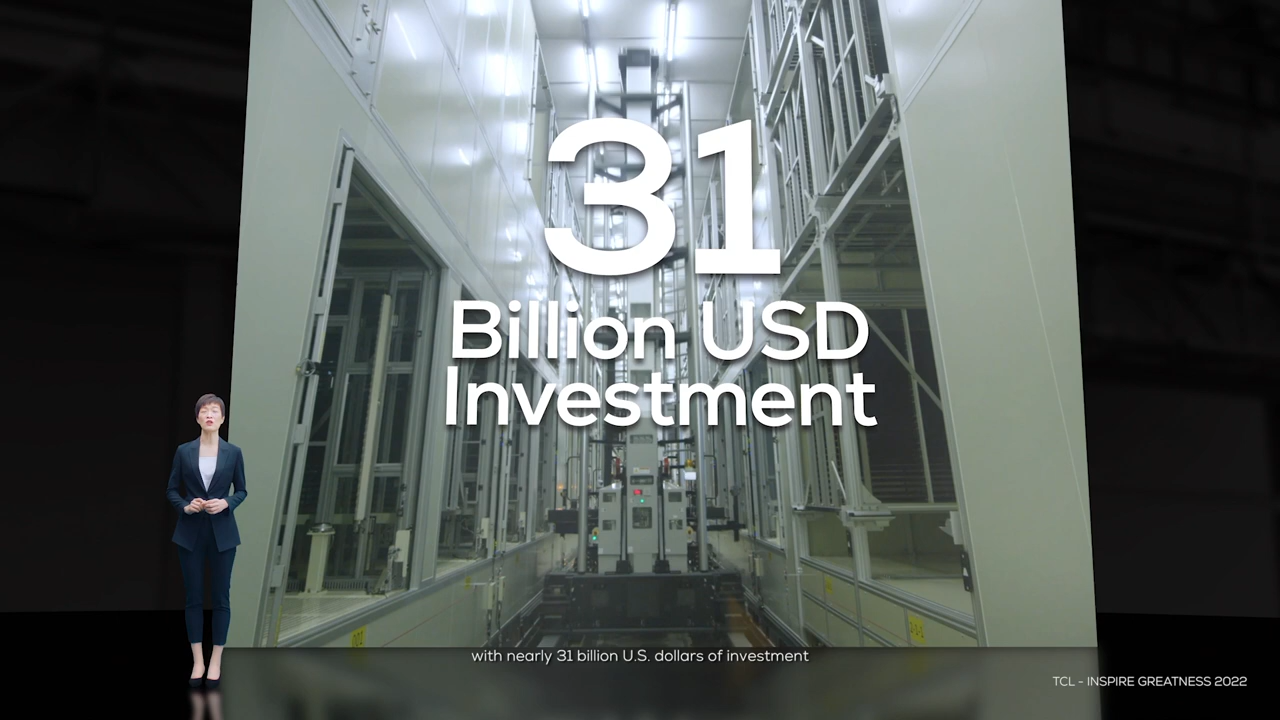 31
Billion USD
Investment
with nearly 31 billion U.S. dollars of investment
TCL - INSPIRE GREATNESS 2022